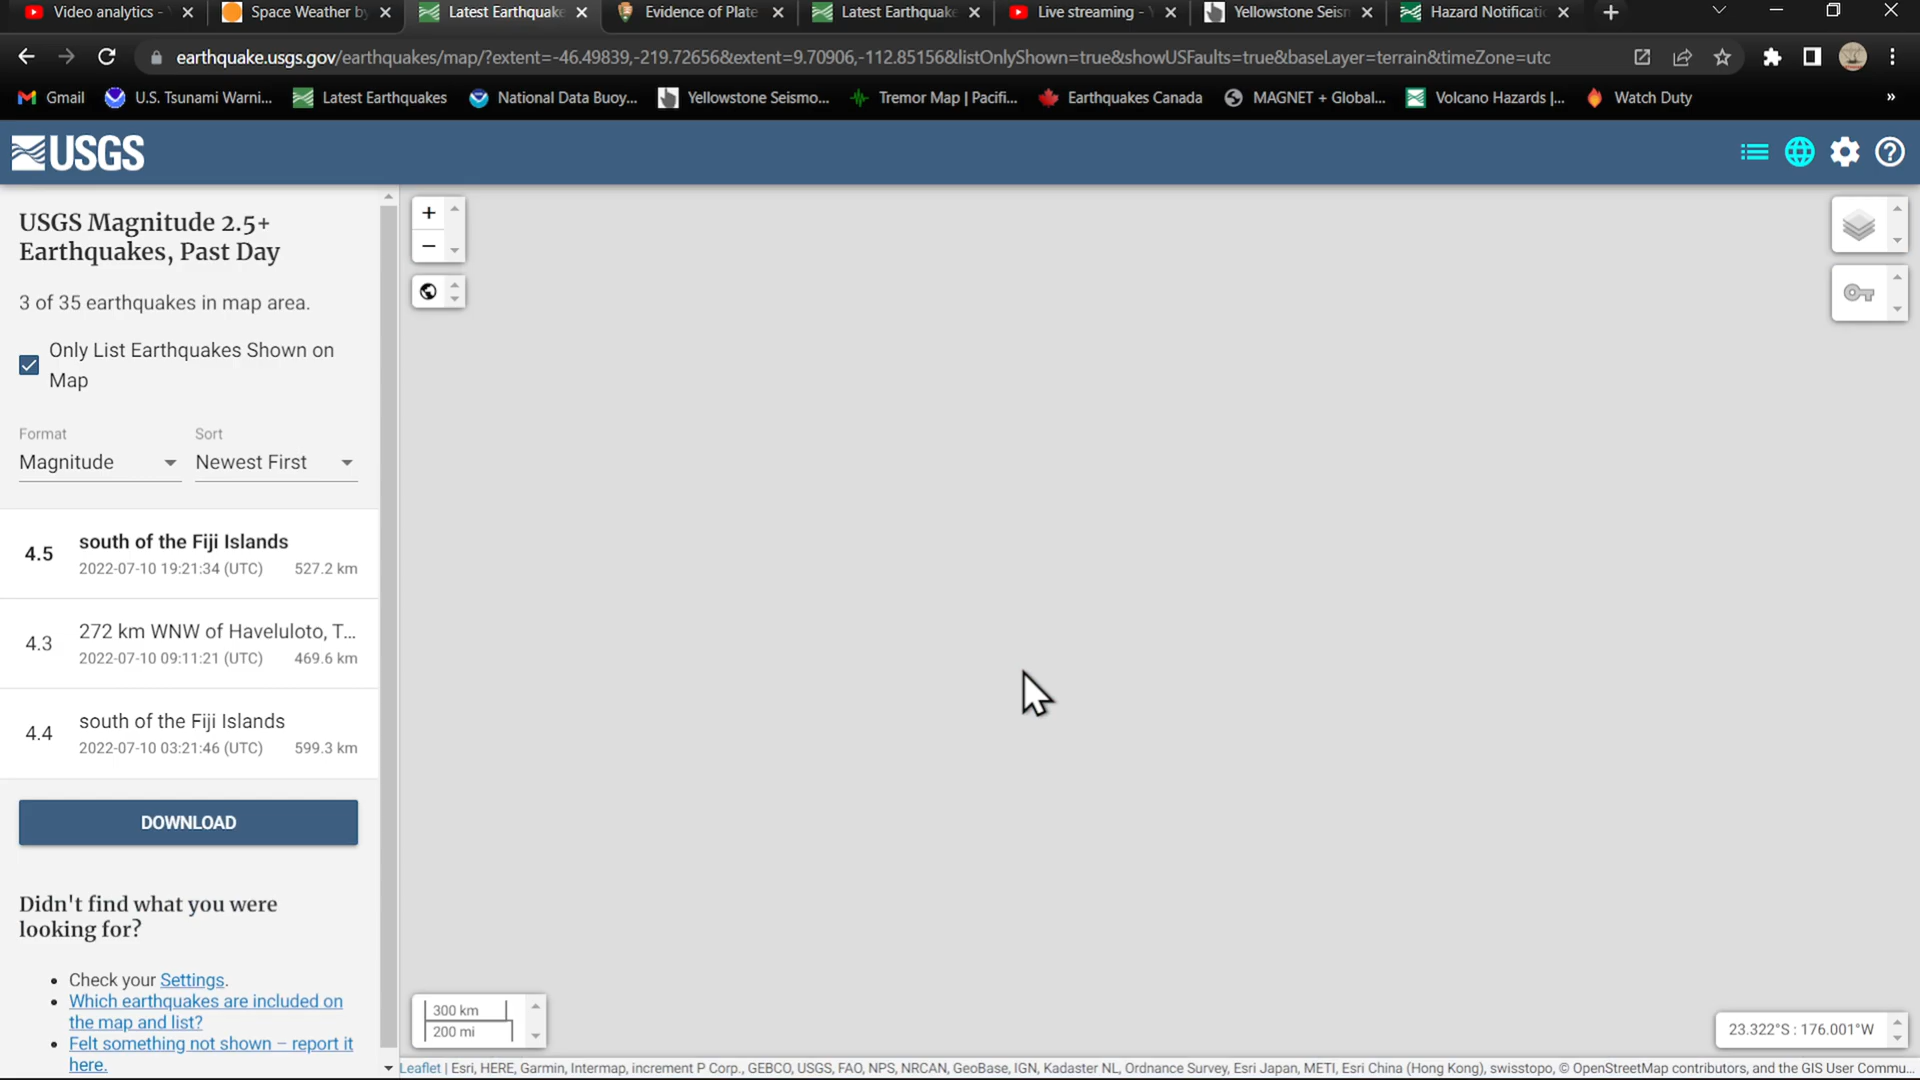 Video analytics -
Space Weather by
Latest Earthquake
Evidence of Plate
Latest Earthquake
Live streaming -
Yellowstone Seism
Hazard Notificati
earthquake.usgs.gov/earthquakes/map/?extent=-46.49839,-219.72656&extent=9.70906,-112.85156&listOnlyShown=true&showUSFaults=true&baseLayer=terrain&timeZone=utc
Gmail
U.S. Tsunami Warni...
Latest Earthquakes
National Data Buoy...
Yellowstone Seismo...
Tremor Map | Pacifi...
Earthquakes Canada
MAGNET + Global...
Volcano Hazards |...
Watch Duty
»
USGS
USGS Magnitude 2.5+
Earthquakes, Past Day
3 of 35 earthquakes in map area.
Only List Earthquakes Shown on
Map
Format
Sort
Magnitude
Newest First
4.5
south of the Fiji Islands
2022-07-10 19:21:34 (UTC) 527.2 km
4.3
272 km WNW of Haveluloto, T...
2022-07-10 09:11:21 (UTC) 469.6 km
4.4
south of the Fiji Islands
2022-07-10 03:21:46 (UTC) 599.3 km
DOWNLOAD
Didn't find what you were
looking for?
• Check your Settings.
• Which earthquakes are included on
the map and list?
• Felt something not shown – report it
here.
+
−
300 km
200 mi
23.322°S : 176.001°W
Leaflet | Esri, HERE, Garmin, Intermap, increment P Corp., GEBCO, USGS, FAO, NPS, NRCAN, GeoBase, IGN, Kadaster NL, Ordnance Survey, Esri Japan, METI, Esri China (Hong Kong), swisstopo, © OpenStreetMap contributors, and the GIS User Commu...